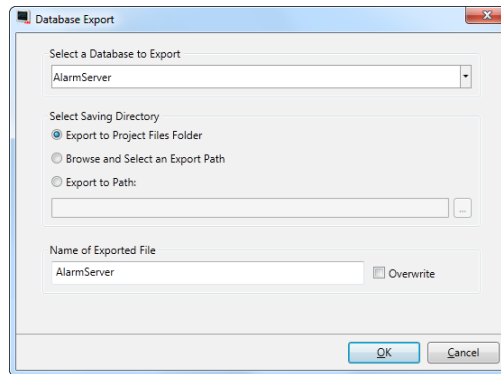 Database Export
Select a Database to Export
AlarmServer
Select Saving Directory
Export to Project Files Folder
Browse and Select an Export Path
Export to Path:
...
Name of Exported File
AlarmServer
Overwrite
OK
Cancel